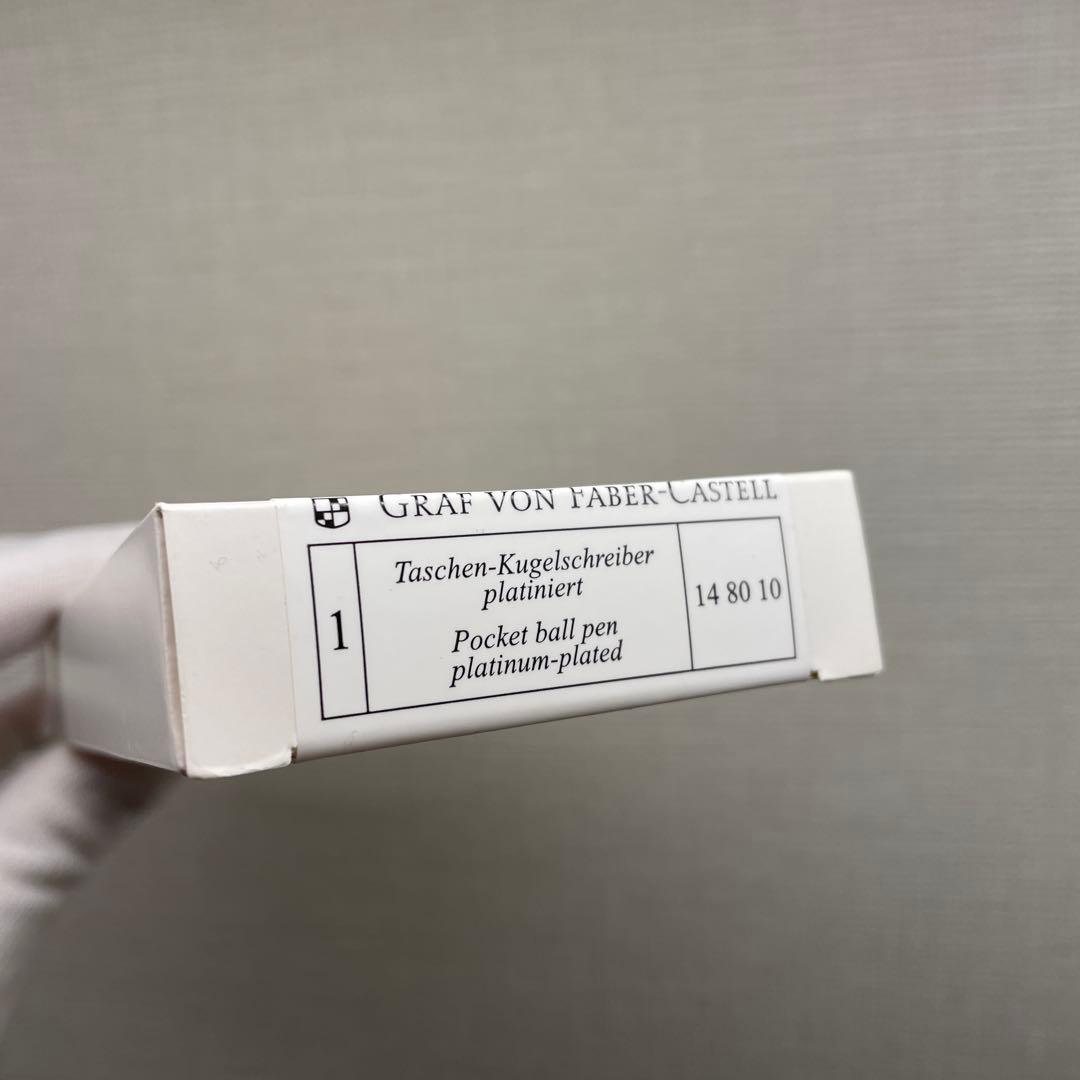 GRAF VON FABER-CASTELL
1
Taschen-Kugelschreiber
platiniert
Pocket ball pen
platinum-plated
14 80 10